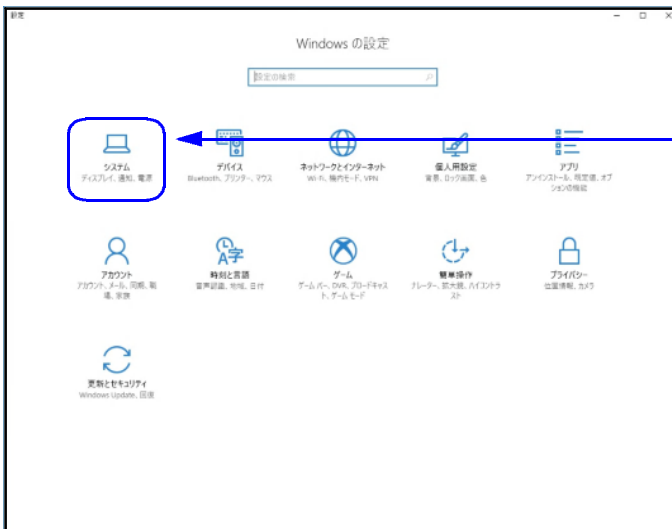 設定
Windows の設定
設定の検索
システム
ディスプレイ、通知、電源
デバイス
Bluetooth、プリンター、マウス
ネットワークとインターネット
Wi-Fi、機内モード、VPN
個人用設定
背景、ロック画面、色
アプリ
アンインストール、既定値、オプ
ションの機能
アカウント
アカウント、メール、同期、職
場、家族
時刻と言語
音声認識、地域、日付
ゲーム
ゲーム バー、DVR、ブロードキャス
ト、ゲーム モード
簡単操作
ナレーター、拡大鏡、ハイコントラ
スト
プライバシー
位置情報、カメラ
更新とセキュリティ
Windows Update、回復